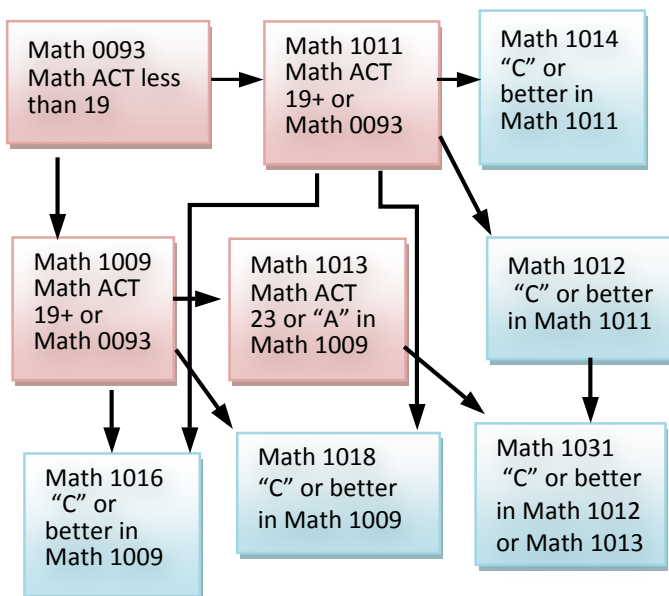 Math 0093
Math ACT less
than 19
Math 1011
Math ACT
19+ or
Math 0093
Math 1014
“C” or
better in
Math 1011
Math 1009
Math ACT
19+ or
Math 0093
Math 1013
Math ACT
23 or “A” in
Math 1009
Math 1012
“C” or better
in Math 1011
Math 1016
“C” or
better in
Math 1009
Math 1018
“C” or better
in Math 1009
Math 1031
“C” or better
in Math 1012
or Math 1013